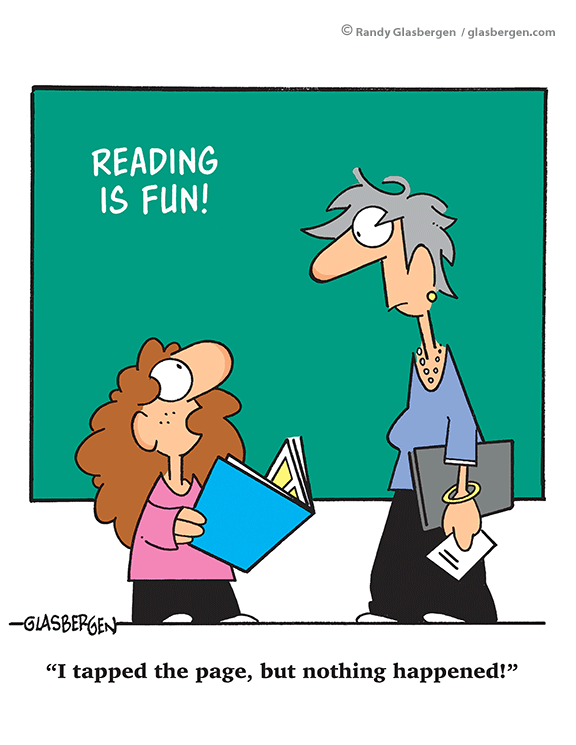 © Randy Glasbergen / glasbergen.com
READING
IS FUN!
GLASBERGEN
“I tapped the page, but nothing happened!”